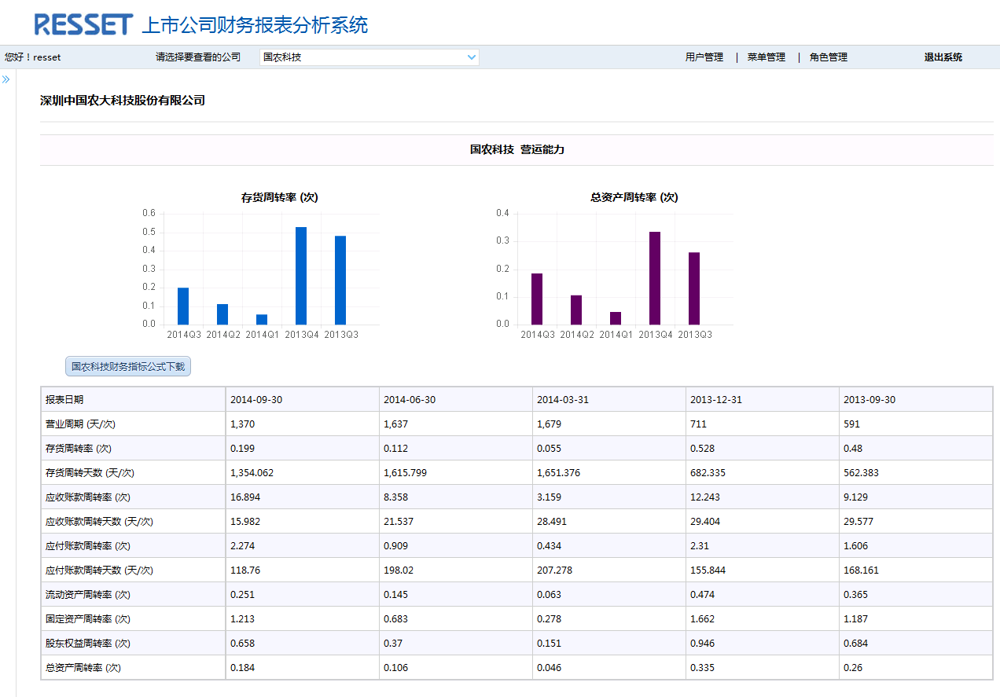 RESSET 上市公司财务报表分析系统
您好！resset 请选择要查看的公司 国农科技 用户管理 | 菜单管理 | 角色管理 退出系统
深圳中国农大科技股份有限公司
国农科技 营运能力
存货周转率 (次)
0.6
0.5
0.4
0.3
0.2
0.1
0.0
2014Q3 2014Q2 2014Q1 2013Q4 2013Q3
总资产周转率 (次)
0.4
0.3
0.2
0.1
0.0
2014Q3 2014Q2 2014Q1 2013Q4 2013Q3
国农科技财务指标公式下载
报表日期 2014-09-30 2014-06-30 2014-03-31 2013-12-31 2013-09-30
营业周期 (天/次) 1,370 1,637 1,679 711 591
存货周转率 (次) 0.199 0.112 0.055 0.528 0.48
存货周转天数 (天/次) 1,354.062 1,615.799 1,651.376 682.335 562.383
应收账款周转率 (次) 16.894 8.358 3.159 12.243 9.129
应收账款周转天数 (天/次) 15.982 21.537 28.491 29.404 29.577
应付账款周转率 (次) 2.274 0.909 0.434 2.31 1.606
应付账款周转天数 (天/次) 118.76 198.02 207.278 155.844 168.161
流动资产周转率 (次) 0.251 0.145 0.063 0.474 0.365
固定资产周转率 (次) 1.213 0.683 0.278 1.662 1.187
股东权益周转率 (次) 0.658 0.37 0.151 0.946 0.684
总资产周转率 (次) 0.184 0.106 0.046 0.335 0.26